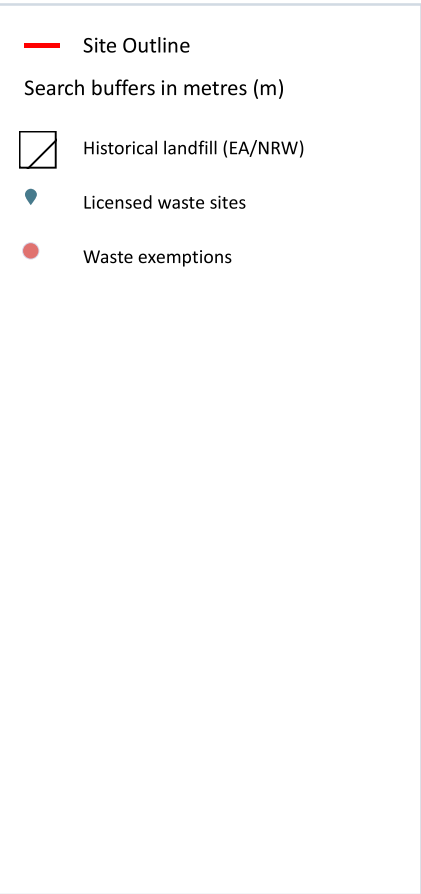 Site Outline
Search buffers in metres (m)
Historical landfill (EA/NRW)
Licensed waste sites
Waste exemptions